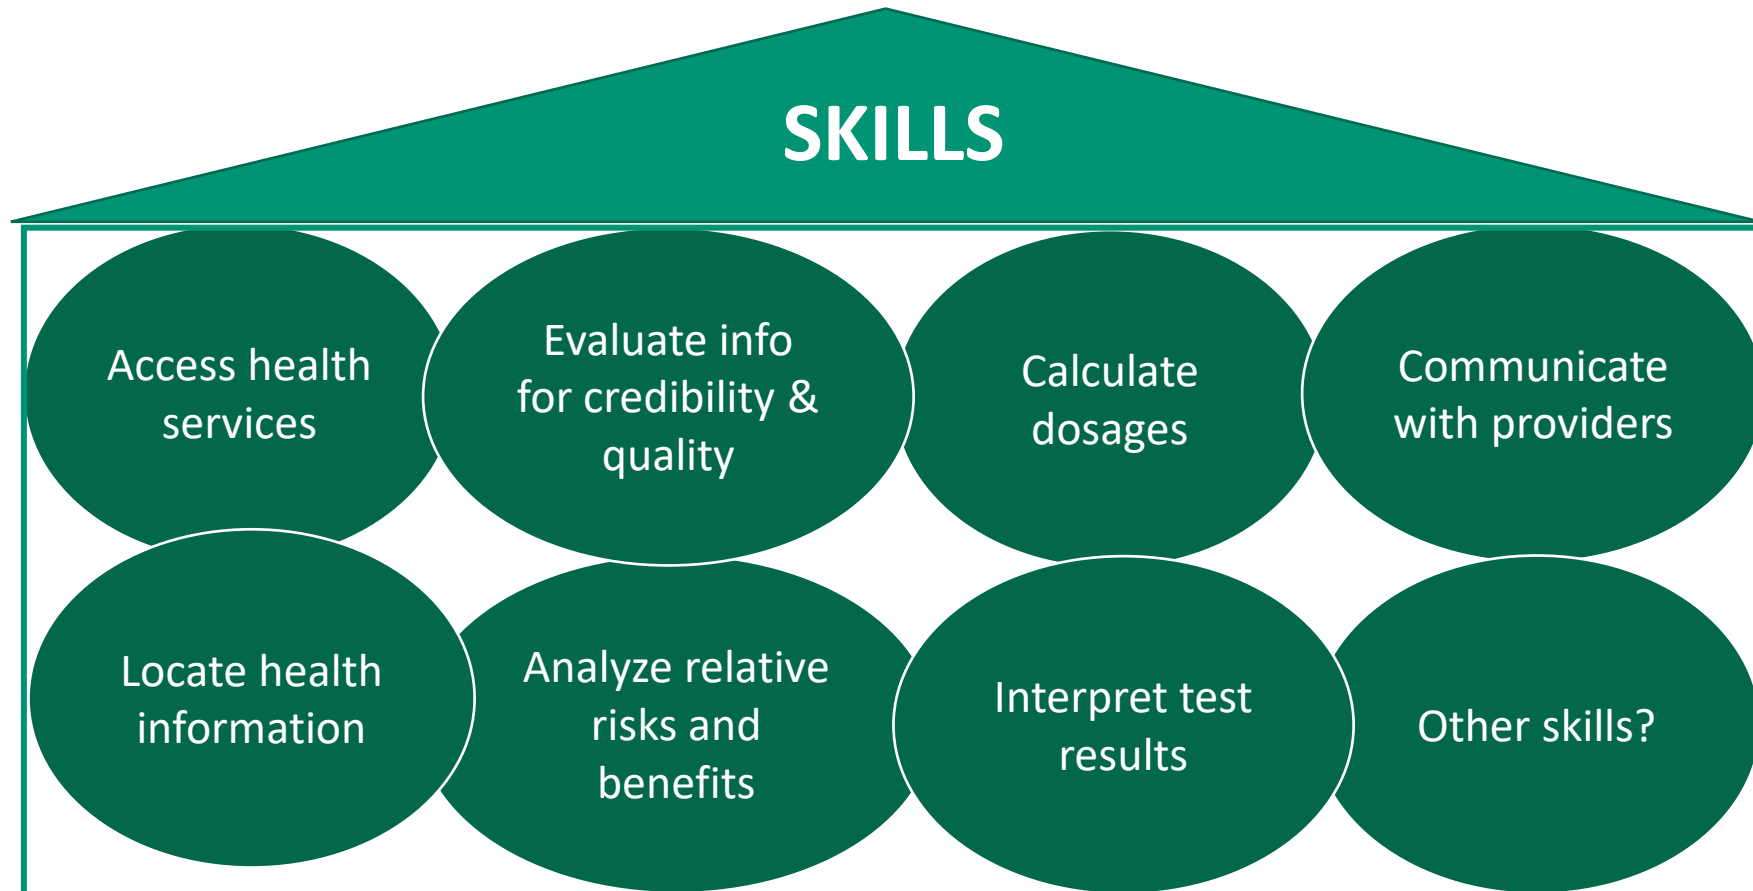 SKILLS
Access health
services
Evaluate info
for credibility &
quality
Calculate
dosages
Communicate
with providers
Locate health
information
Analyze relative
risks and
benefits
Interpret test
results
Other skills?